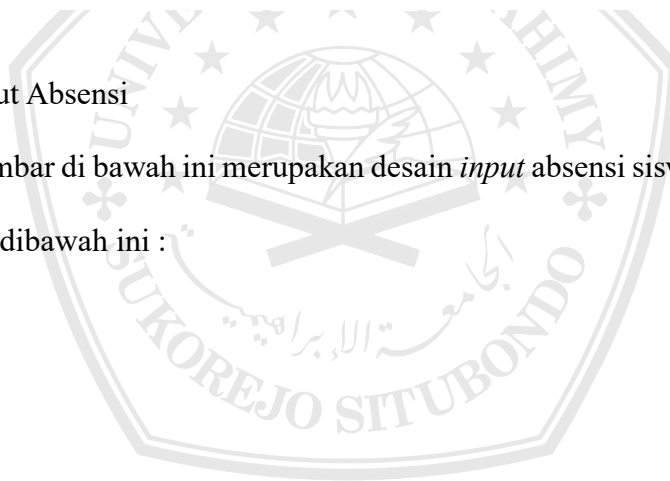 ut Absensi
mbar di bawah ini merupakan desain input absensi sisw
dibawah ini :
SUKOREJO SITUBONDO